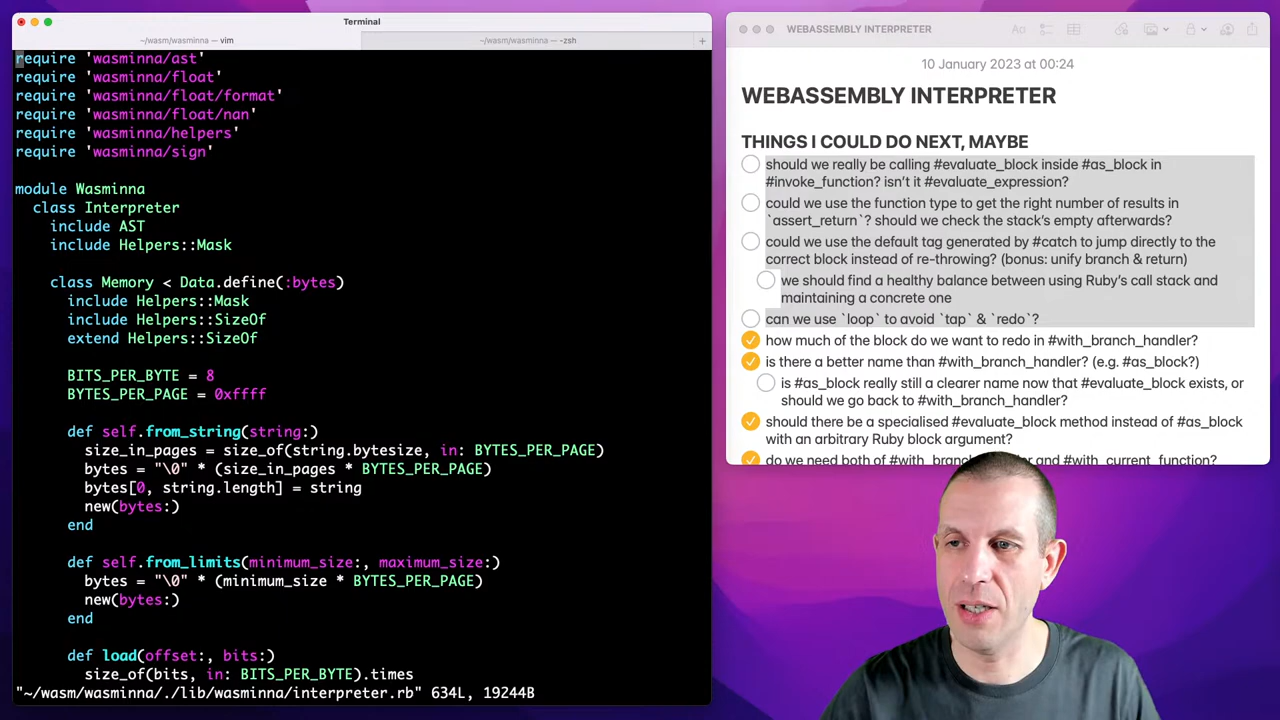 Terminal
~/wasm/wasminna — vim
~/wasm/wasminna — -zsh
require 'wasminna/ast'
require 'wasminna/float'
require 'wasminna/float/format'
require 'wasminna/float/nan'
require 'wasminna/helpers'
require 'wasminna/sign'
module Wasminna
class Interpreter
include AST
include Helpers::Mask
class Memory < Data.define(:bytes)
include Helpers::Mask
include Helpers::SizeOf
extend Helpers::SizeOf
BITS_PER_BYTE = 8
BYTES_PER_PAGE = 0xffff
def self.from_string(string:)
size_in_pages = size_of(string.bytesize, in: BYTES_PER_PAGE)
bytes = "\0" * (size_in_pages * BYTES_PER_PAGE)
bytes[0, string.length] = string
new(bytes:)
end
def self.from_limits(minimum_size:, maximum_size:)
bytes = "\0" * (minimum_size * BYTES_PER_PAGE)
new(bytes:)
end
def load(offset:, bits:)
size_of(bits, in: BITS_PER_BYTE).times
"~/wasm/wasminna/./lib/wasminna/interpreter.rb" 634L, 19244B
WEBASSEMBLY INTERPRETER
10 January 2023 at 00:24
WEBASSEMBLY INTERPRETER
THINGS I COULD DO NEXT, MAYBE
should we really be calling #evaluate_block inside #as_block in
#invoke_function? isn't it #evaluate_expression?
could we use the function type to get the right number of results in
`assert_return`? should we check the stack's empty afterwards?
could we use the default tag generated by #catch to jump directly to the
correct block instead of re-throwing? (bonus: unify branch & return)
we should find a healthy balance between using Ruby's call stack and
maintaining a concrete one
can we use `loop` to avoid `tap` & `redo`?
how much of the block do we want to redo in #with_branch_handler?
is there a better name than #with_branch_handler? (e.g. #as_block?)
is #as_block really still a clearer name now that #evaluate_block exists, or
should we go back to #with_branch_handler?
should there be a specialised #evaluate_block method instead of #as_block
with an arbitrary Ruby block argument?
do we need both of and #with_current_function?